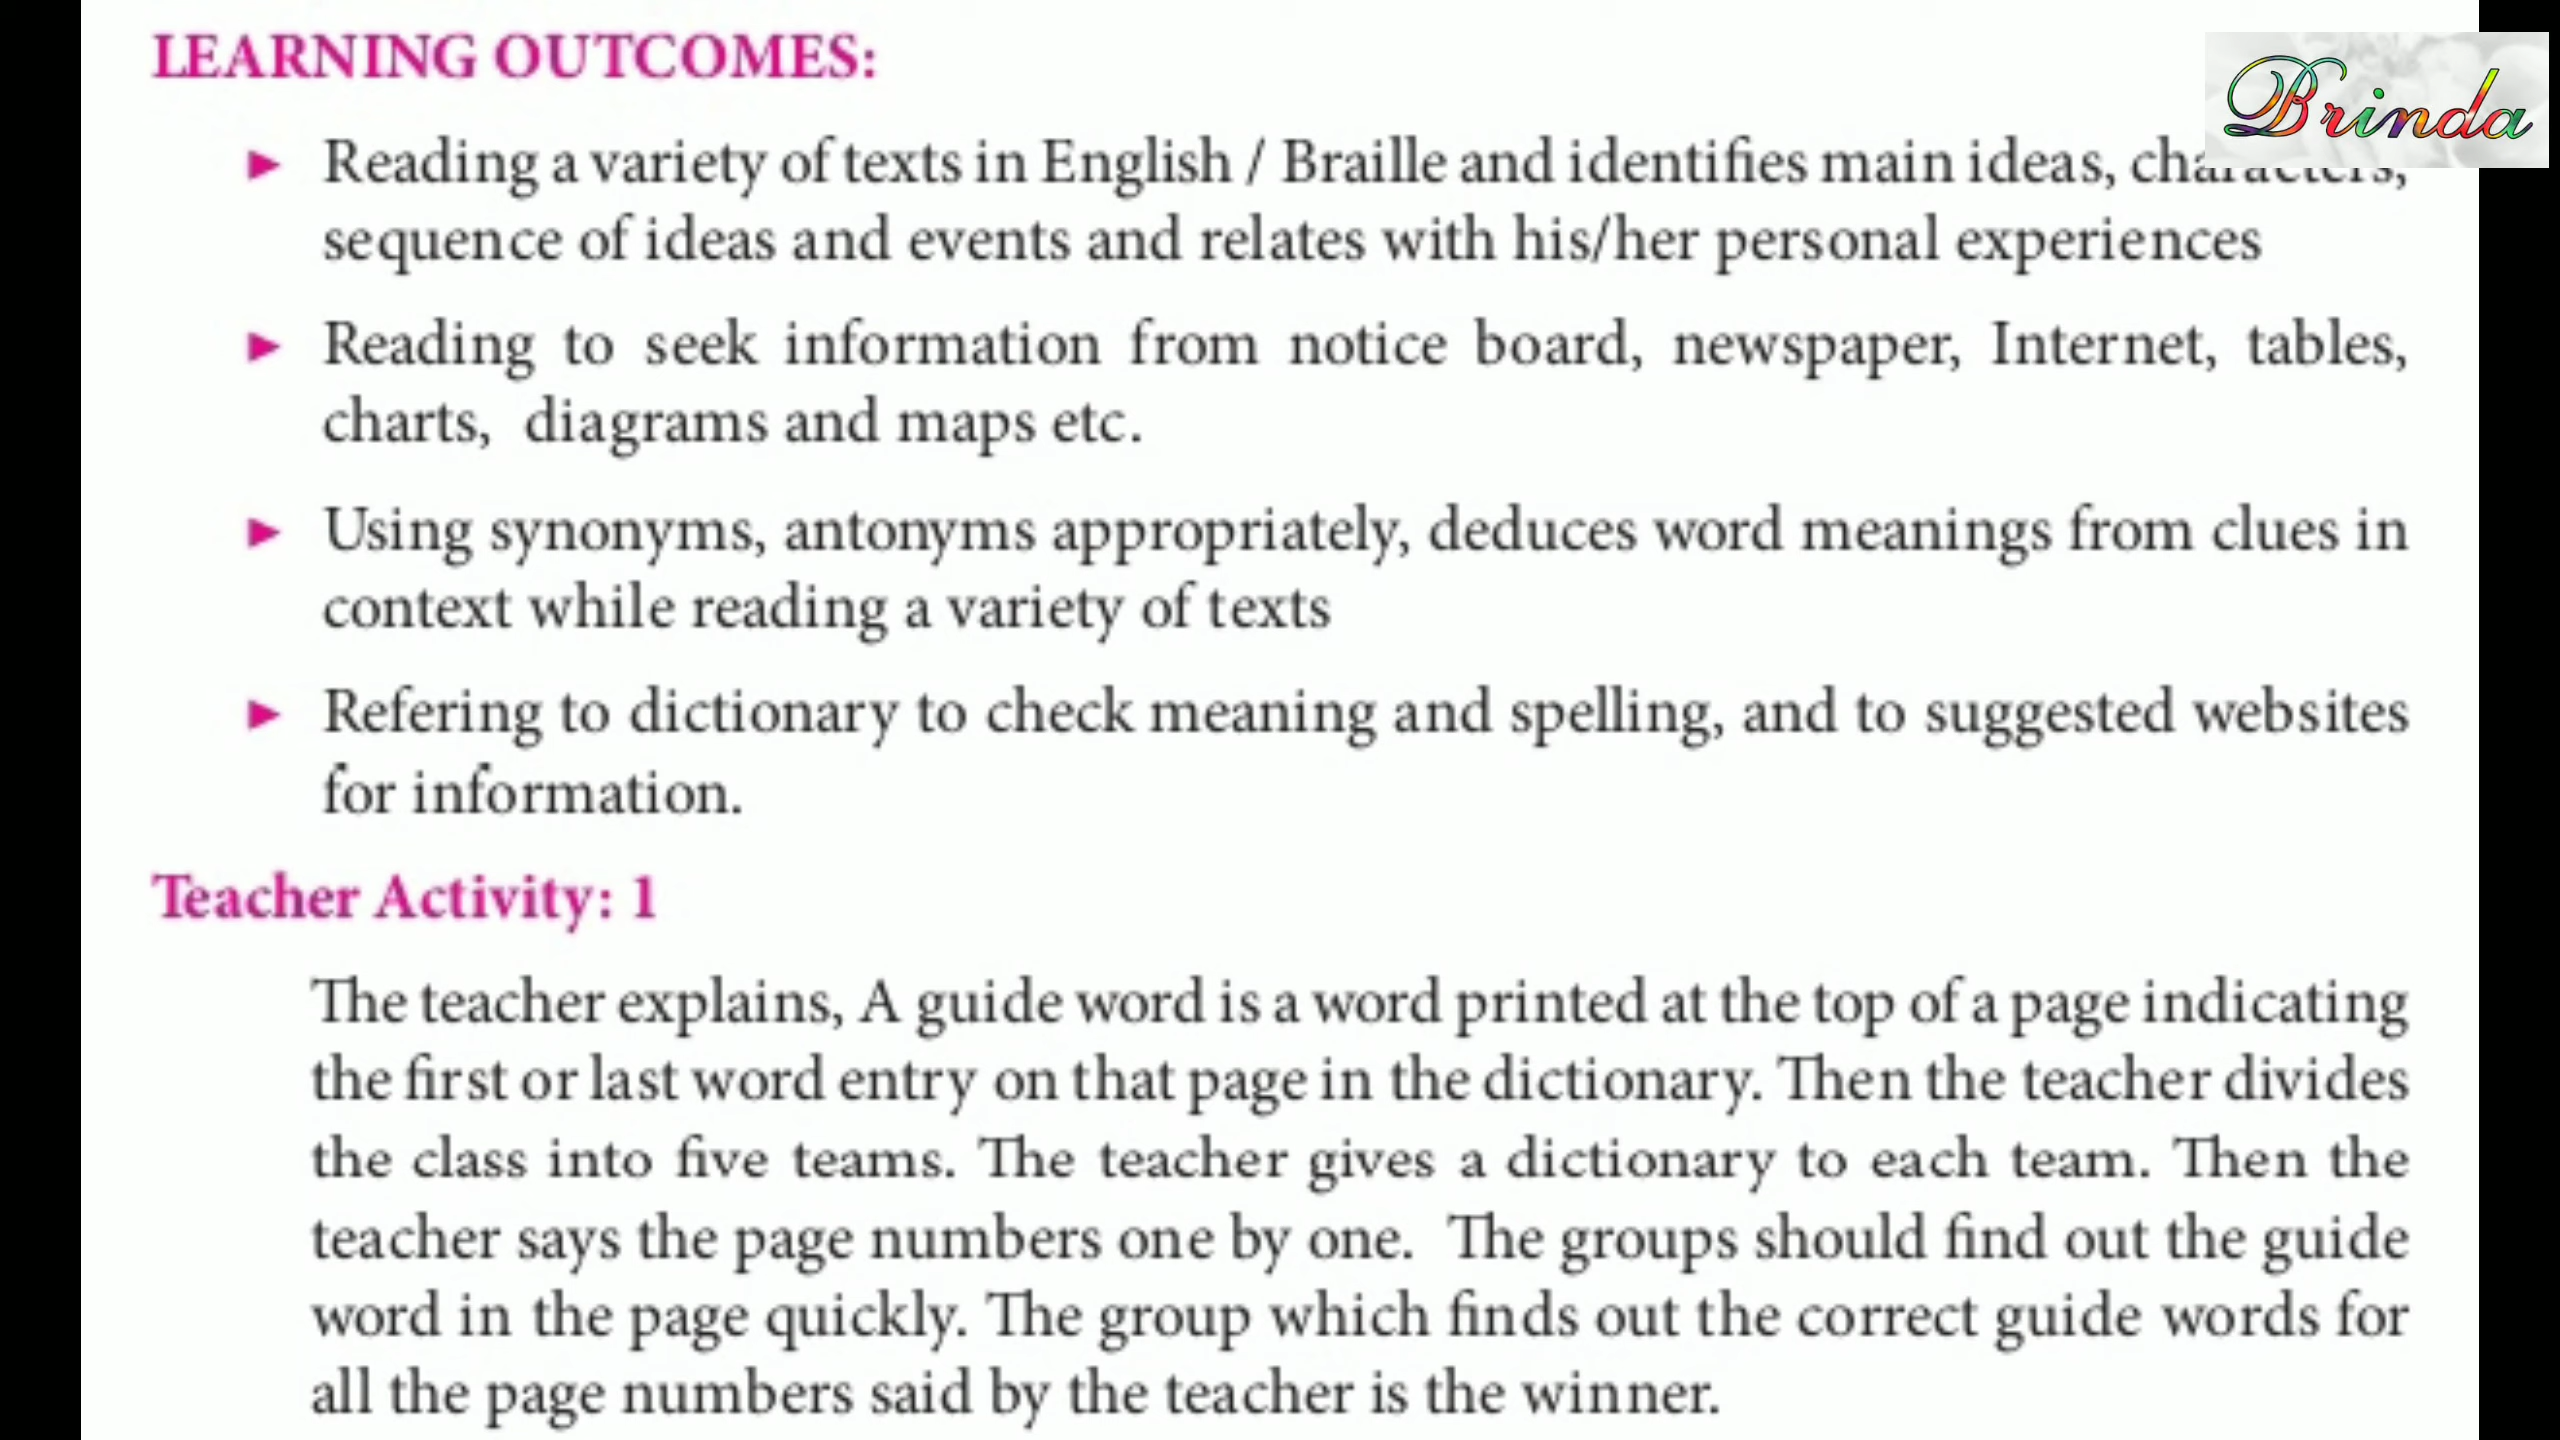 LEARNING OUTCOMES:
Brinda
► Reading a variety of texts in English / Braille and identifies main ideas, characters,
sequence of ideas and events and relates with his/her personal experiences
► Reading to seek information from notice board, newspaper, Internet, tables,
charts, diagrams and maps etc.
► Using synonyms, antonyms appropriately, deduces word meanings from clues in
context while reading a variety of texts
► Refering to dictionary to check meaning and spelling, and to suggested websites
for information.
Teacher Activity: 1
The teacher explains, A guide word is a word printed at the top of a page indicating
the first or last word entry on that page in the dictionary. Then the teacher divides
the class into five teams. The teacher gives a dictionary to each team. Then the
teacher says the page numbers one by one. The groups should find out the guide
word in the page quickly. The group which finds out the correct guide words for
all the page numbers said by the teacher is the winner.